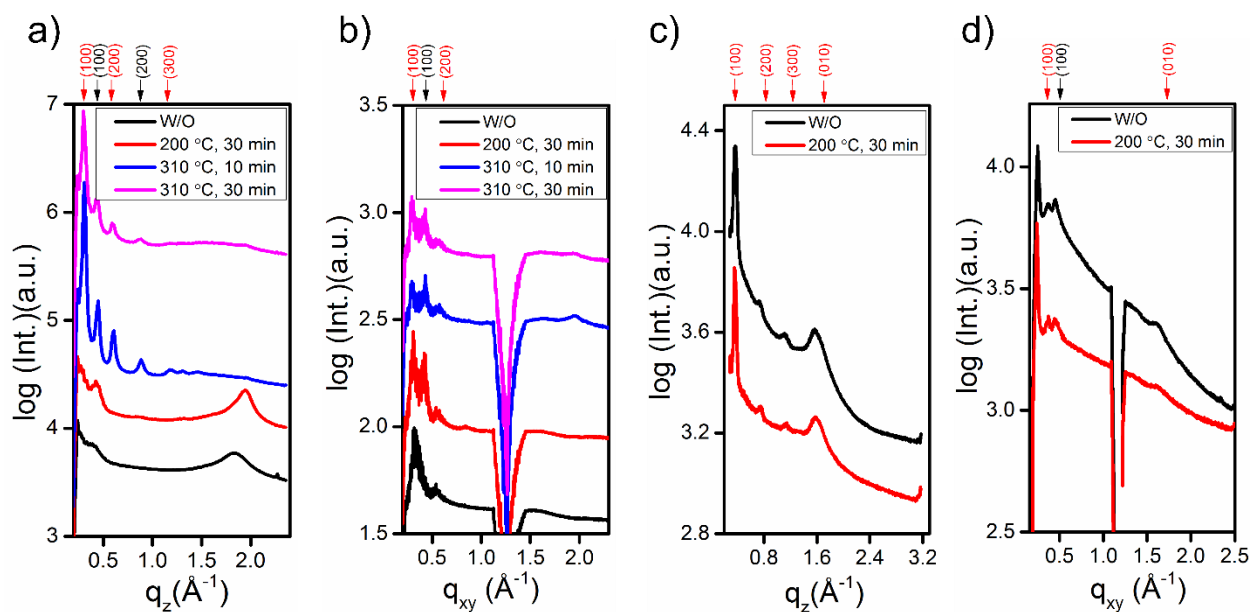 a)
(100)
(100)
(200)
(200)
(300)
7
6
5
4
3
log (Int.)(a.u.)
W/O
200 °C, 30 min
310 °C, 10 min
310 °C, 30 min
0.5 1.0 1.5 2.0
qz(Å-1)
b)
(100)
(100)
(200)
3.5
3.0
2.5
2.0
1.5
log (Int.)(a.u.)
W/O
200 °C, 30 min
310 °C, 10 min
310 °C, 30 min
0.5 1.0 1.5 2.0
qxy(Å-1)
c)
(100)
(200)
(300)
(010)
4.4
4.0
3.6
3.2
2.8
log (Int.)(a.u.)
W/O
200 °C, 30 min
0.8 1.6 2.4 3.2
qz(Å-1)
d)
(100)
(100)
(010)
4.0
3.5
3.0
2.5
log (Int.)(a.u.)
W/O
200 °C, 30 min
0.5 1.0 1.5 2.0 2.5
qxy(Å-1)